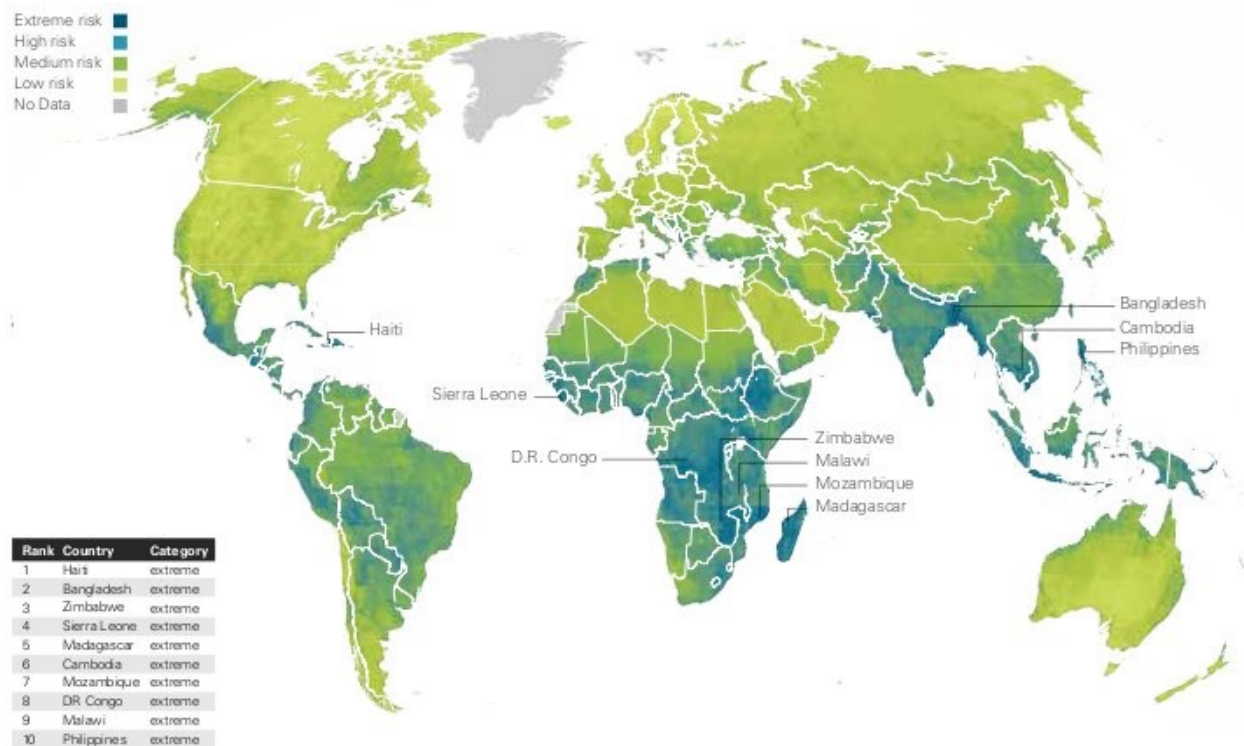 Extreme risk
High risk
Medium risk
Low risk
No Data
Haiti
Bangladesh
Cambodia
Philippines
Sierra Leone
D.R. Congo
Zimbabwe
Malawi
Mozambique
Madagascar
Rank Country Category
1 Haiti extreme
2 Bangladesh extreme
3 Zimbabwe extreme
4 Sierra Leone extreme
5 Madagascar extreme
6 Cambodia extreme
7 Mozambique extreme
8 DR Congo extreme
9 Malawi extreme
10 Philippines extreme